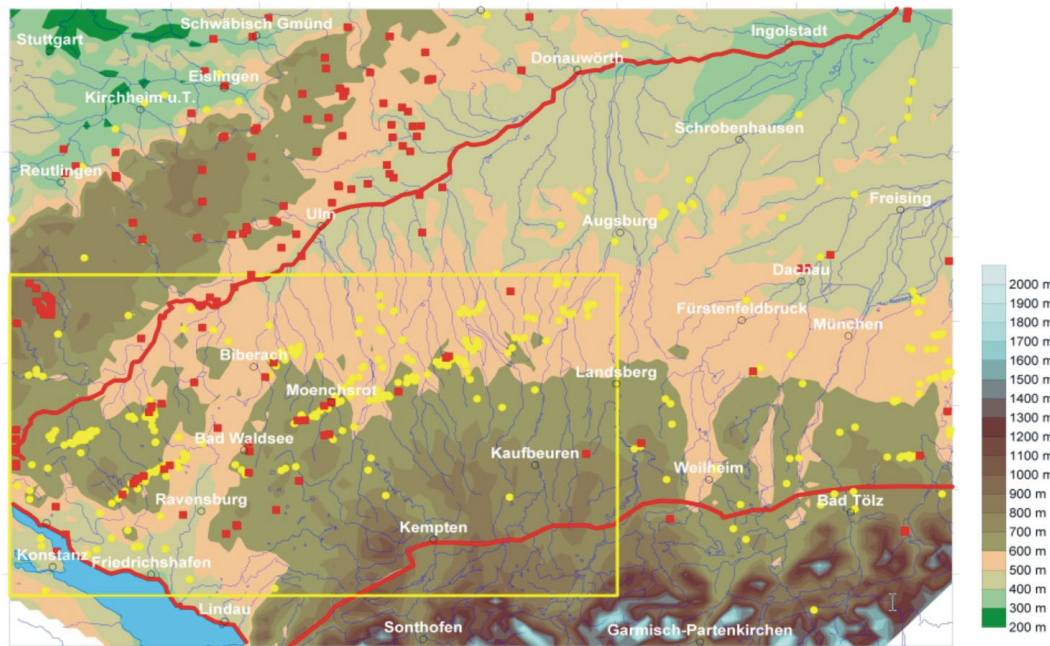 Schwäbisch Gmünd
Stuttgart
Ingolstadt
Donauwörth
Eislingen
Kirchheim u.T.
Schrobenhausen
Reutlingen
Freising
Ulm
Augsburg
Dachau
Fürstenfeldbruck
München
Biberach
Landsberg
Moenchsrot
Bad Waldsee
Kaufbeuren
Weilheim
Ravensburg
Bad Tölz
Kempten
Konstanz
Friedrichshafen
Lindau
Sonthofen
Garmisch-Partenkirchen
2000 m
1900 m
1800 m
1700 m
1600 m
1500 m
1400 m
1300 m
1200 m
1100 m
1000 m
900 m
800 m
700 m
600 m
500 m
400 m
300 m
200 m